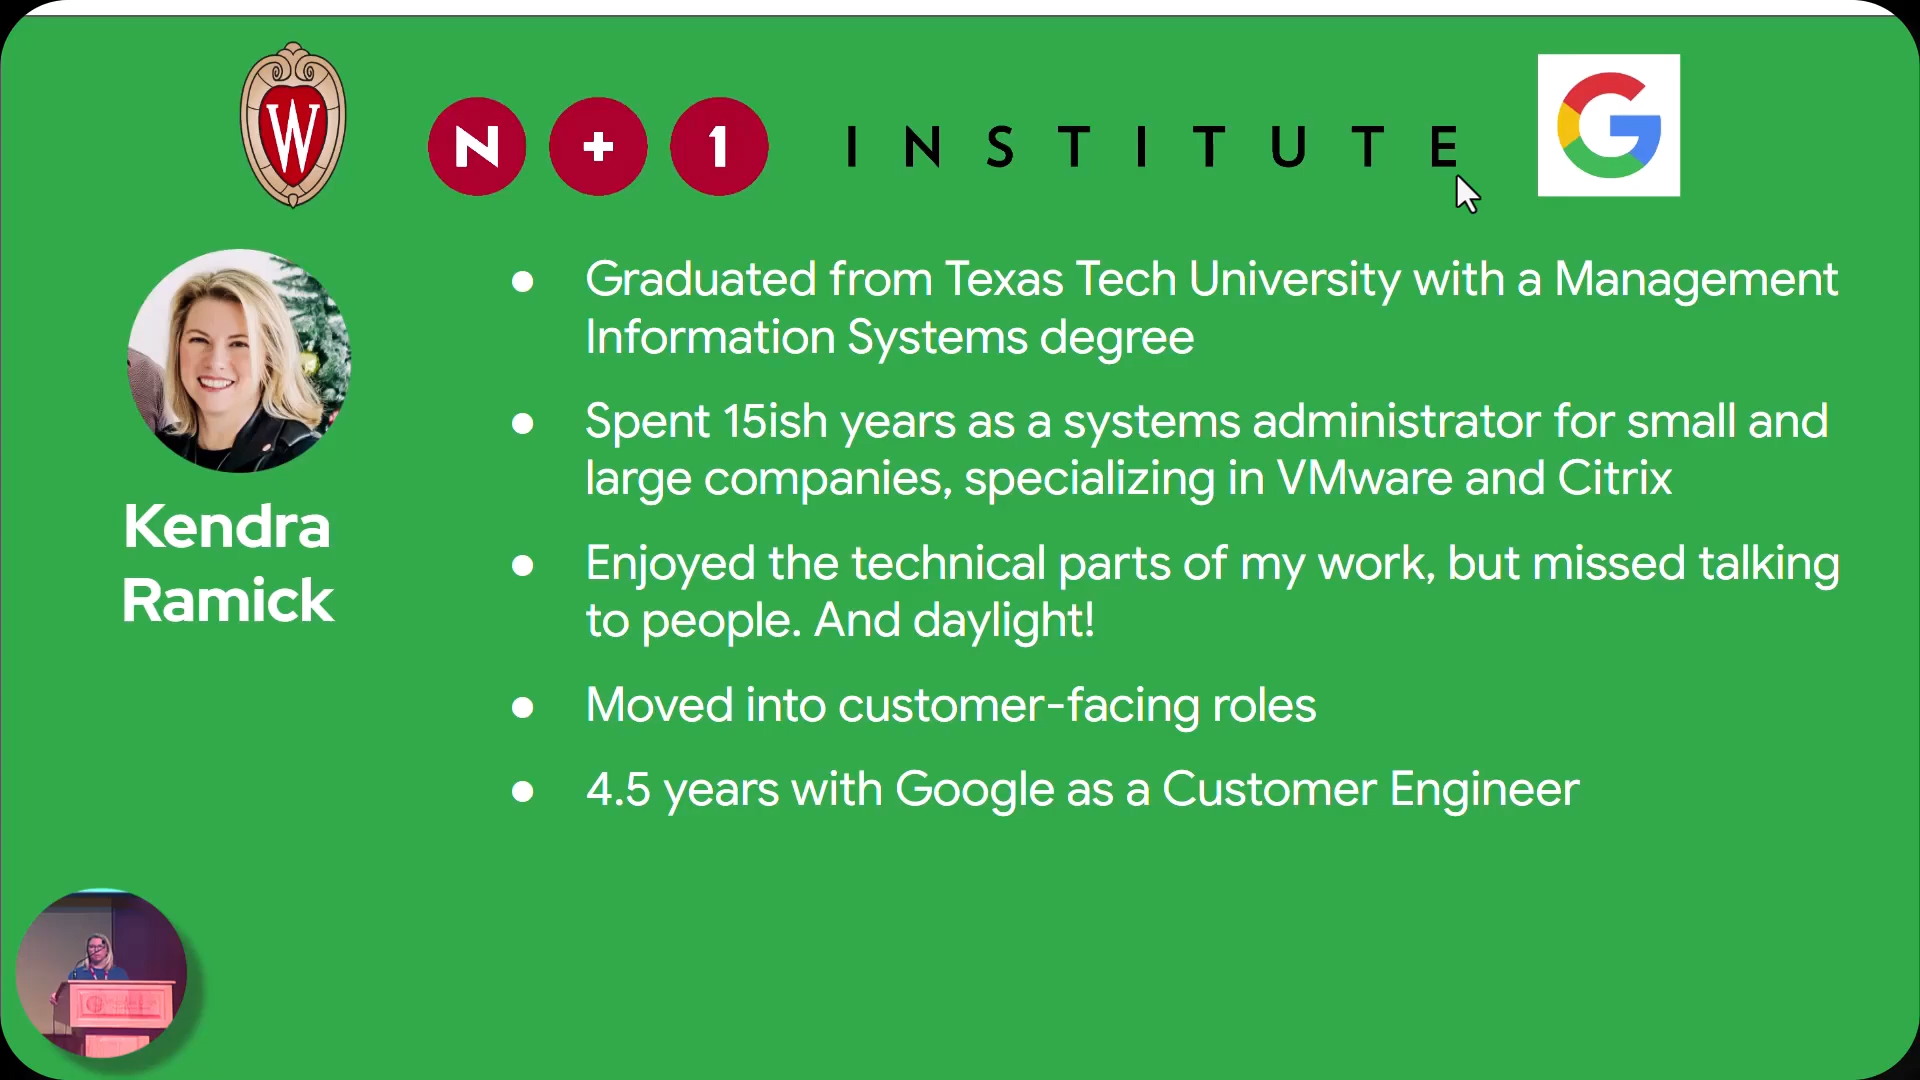 W
N + 1 INSTITUTE
G
Kendra
Ramick
● Graduated from Texas Tech University with a Management
Information Systems degree
● Spent 15ish years as a systems administrator for small and
large companies, specializing in VMware and Citrix
● Enjoyed the technical parts of my work, but missed talking
to people. And daylight!
● Moved into customer-facing roles
● 4.5 years with Google as a Customer Engineer